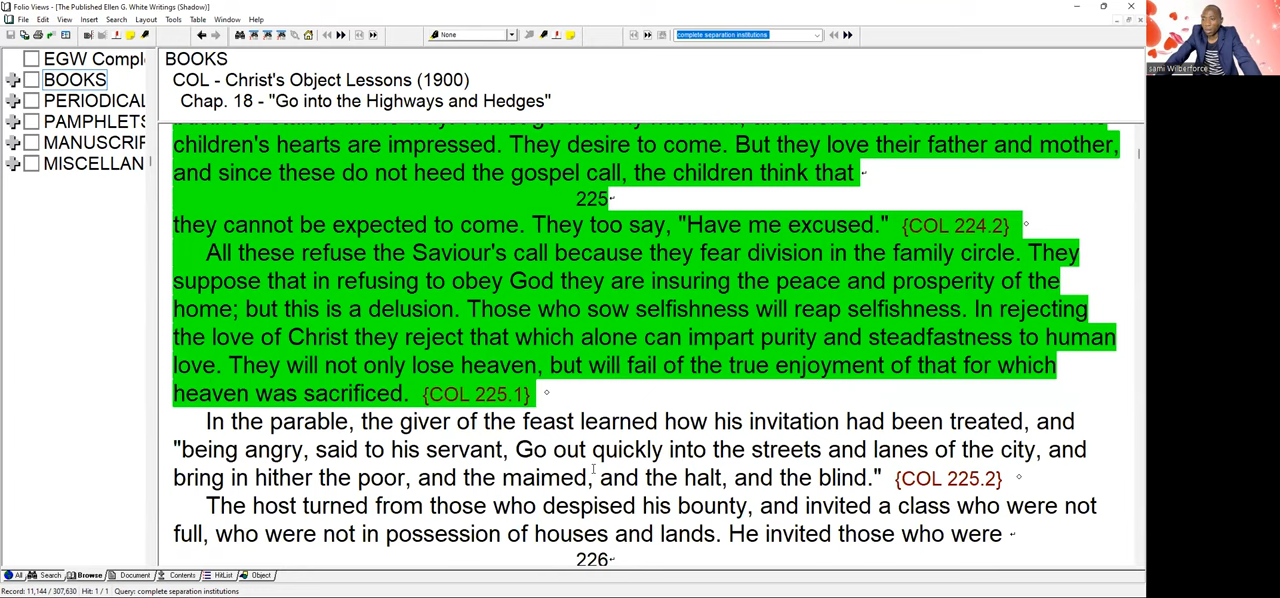 Folio Views - [The Published Ellen G. White Writings (Shadow)]
File Edit View Insert Search Layout Tools Table Window Help
None
complete separation institutions
EGW Compl
BOOKS
PERIODICAL
PAMPHLETS
MANUSCRIF
MISCELLAN
BOOKS
COL - Christ's Object Lessons (1900)
Chap. 18 - "Go into the Highways and Hedges"
children's hearts are impressed. They desire to come. But they love their father and mother,
and since these do not heed the gospel call, the children think that
225
they cannot be expected to come. They too say, "Have me excused." {COL 224.2}
All these refuse the Saviour's call because they fear division in the family circle. They
suppose that in refusing to obey God they are insuring the peace and prosperity of the
home; but this is a delusion. Those who sow selfishness will reap selfishness. In rejecting
the love of Christ they reject that which alone can impart purity and steadfastness to human
love. They will not only lose heaven, but will fail of the true enjoyment of that for which
heaven was sacrificed. {COL 225.1}
In the parable, the giver of the feast learned how his invitation had been treated, and
"being angry, said to his servant, Go out quickly into the streets and lanes of the city, and
bring in hither the poor, and the maimed, and the halt, and the blind." {COL 225.2}
The host turned from those who despised his bounty, and invited a class who were not
full, who were not in possession of houses and lands. He invited those who were
226
All Search Browse Document Contents HitList Object
Record: 11,144 / 307,630 Hit: 1 / 1 Query: complete separation institutions
sami Wilberforce